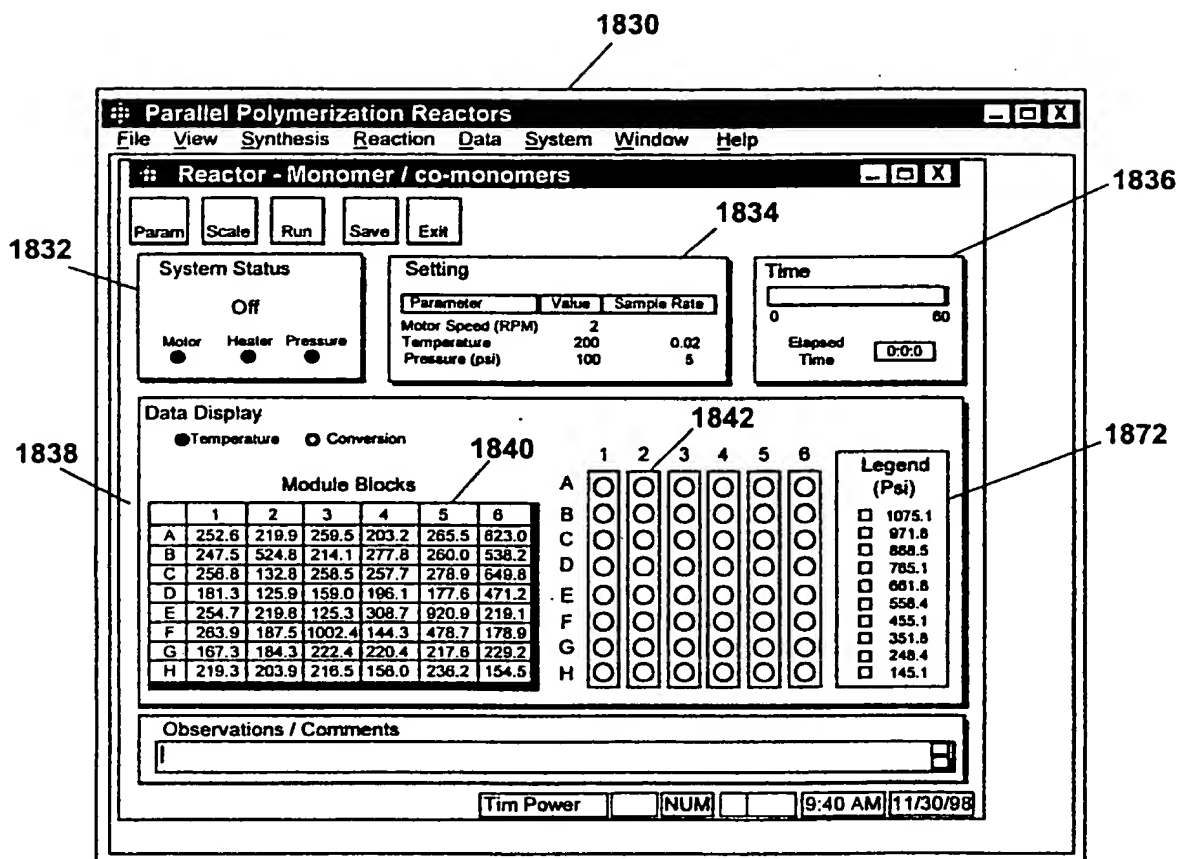 1830
Parallel Polymerization Reactors
File View Synthesis Reaction Data System Window Help
Reactor - Monomer / co-monomers
1836
Param Scale Run Save Exit
1834
1832
System Status
Off
Motor Heater Pressure
Setting
Parameter Value Sample Rate
Motor Speed (RPM) 2
Temperature 200 0.02
Pressure (psi) 100 5
Time
0 60
Elapsed Time 0:0:0
Data Display
Temperature Conversion
1838
1840
1842
1872
Module Blocks
1 2 3 4 5 6
A 252.6 219.9 259.5 203.2 265.5 623.0
B 247.5 524.8 214.1 277.8 260.0 538.2
C 256.8 132.8 258.5 257.7 278.9 649.8
D 181.3 125.9 159.0 196.1 177.6 471.2
E 254.7 219.8 125.3 308.7 920.9 219.1
F 263.9 187.5 1002.4 144.3 478.7 178.9
G 167.3 184.3 222.4 220.4 217.6 229.2
H 219.3 203.9 216.5 156.0 236.2 154.5
1 2 3 4 5 6
A
B
C
D
E
F
G
H
Legend
(Psi)
1075.1
971.8
868.5
765.1
661.8
558.4
455.1
351.8
248.4
145.1
Observations / Comments
Tim Power NUM 9:40 AM 11/30/98